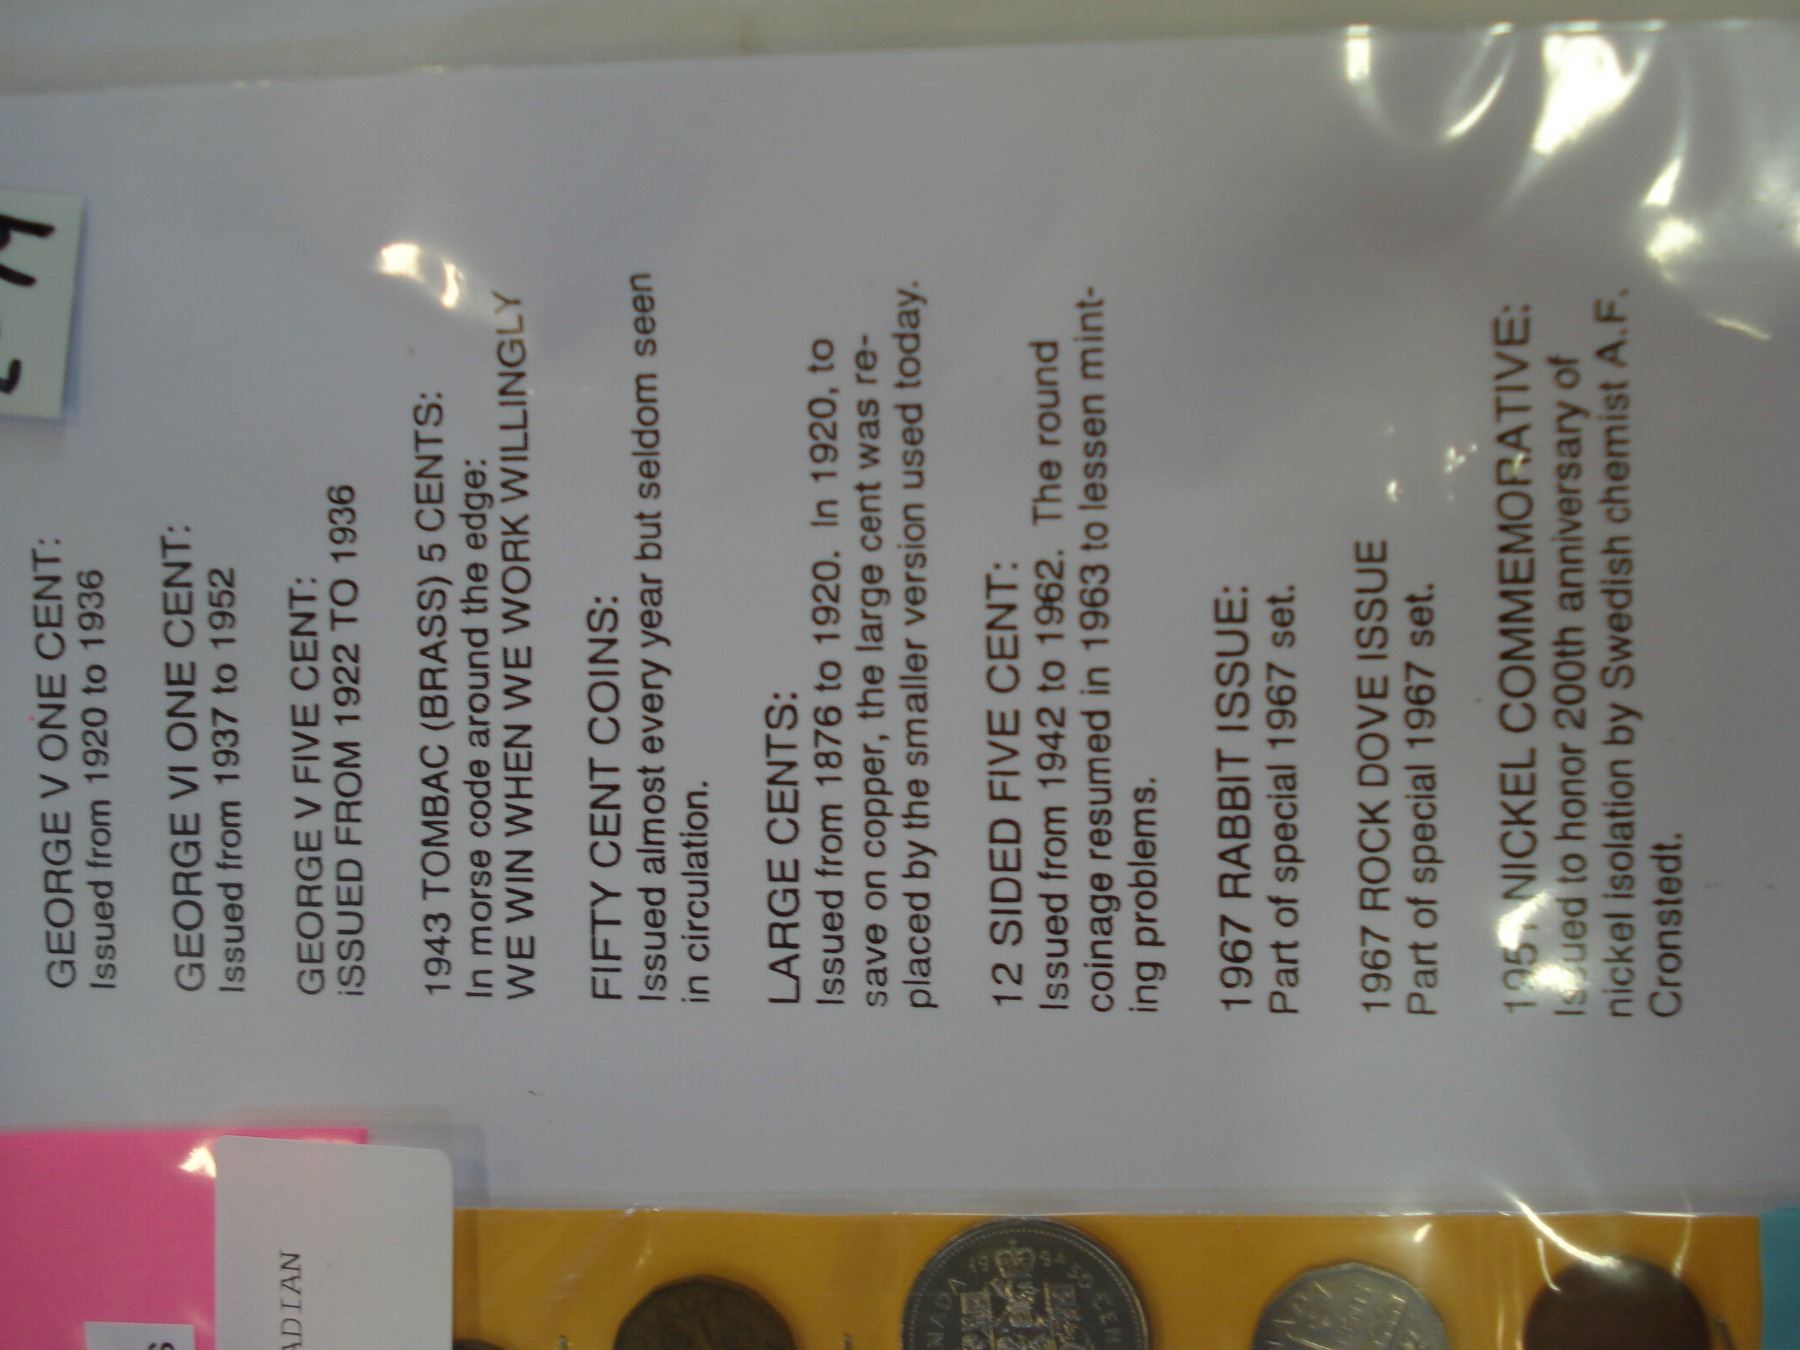 GEORGE V ONE CENT:
Issued from 1920 to 1936
GEORGE VI ONE CENT:
Issued from 1937 to 1952
GEORGE V FIVE CENT:
iSSUED FROM 1922 TO 1936
1943 TOMBAC (BRASS) 5 CENTS:
In morse code around the edge:
WE WIN WHEN WE WORK WILLINGLY
FIFTY CENT COINS:
Issued almost every year but seldom seen
in circulation.
LARGE CENTS:
Issued from 1876 to 1920. In 1920, to
save on copper, the large cent was re-
placed by the smaller version used today.
12 SIDED FIVE CENT:
Issued from 1942 to 1962. The round
coinage resumed in 1963 to lessen mint-
ing problems.
1967 RABBIT ISSUE:
Part of special 1967 set.
1967 ROCK DOVE ISSUE
Part of special 1967 set.
1951 NICKEL COMMEMORATIVE:
Issued to honor 200th anniversary of
nickel isolation by Swedish chemist A.F.
Cronstedt.
ADIAN
NADA
50 CEN